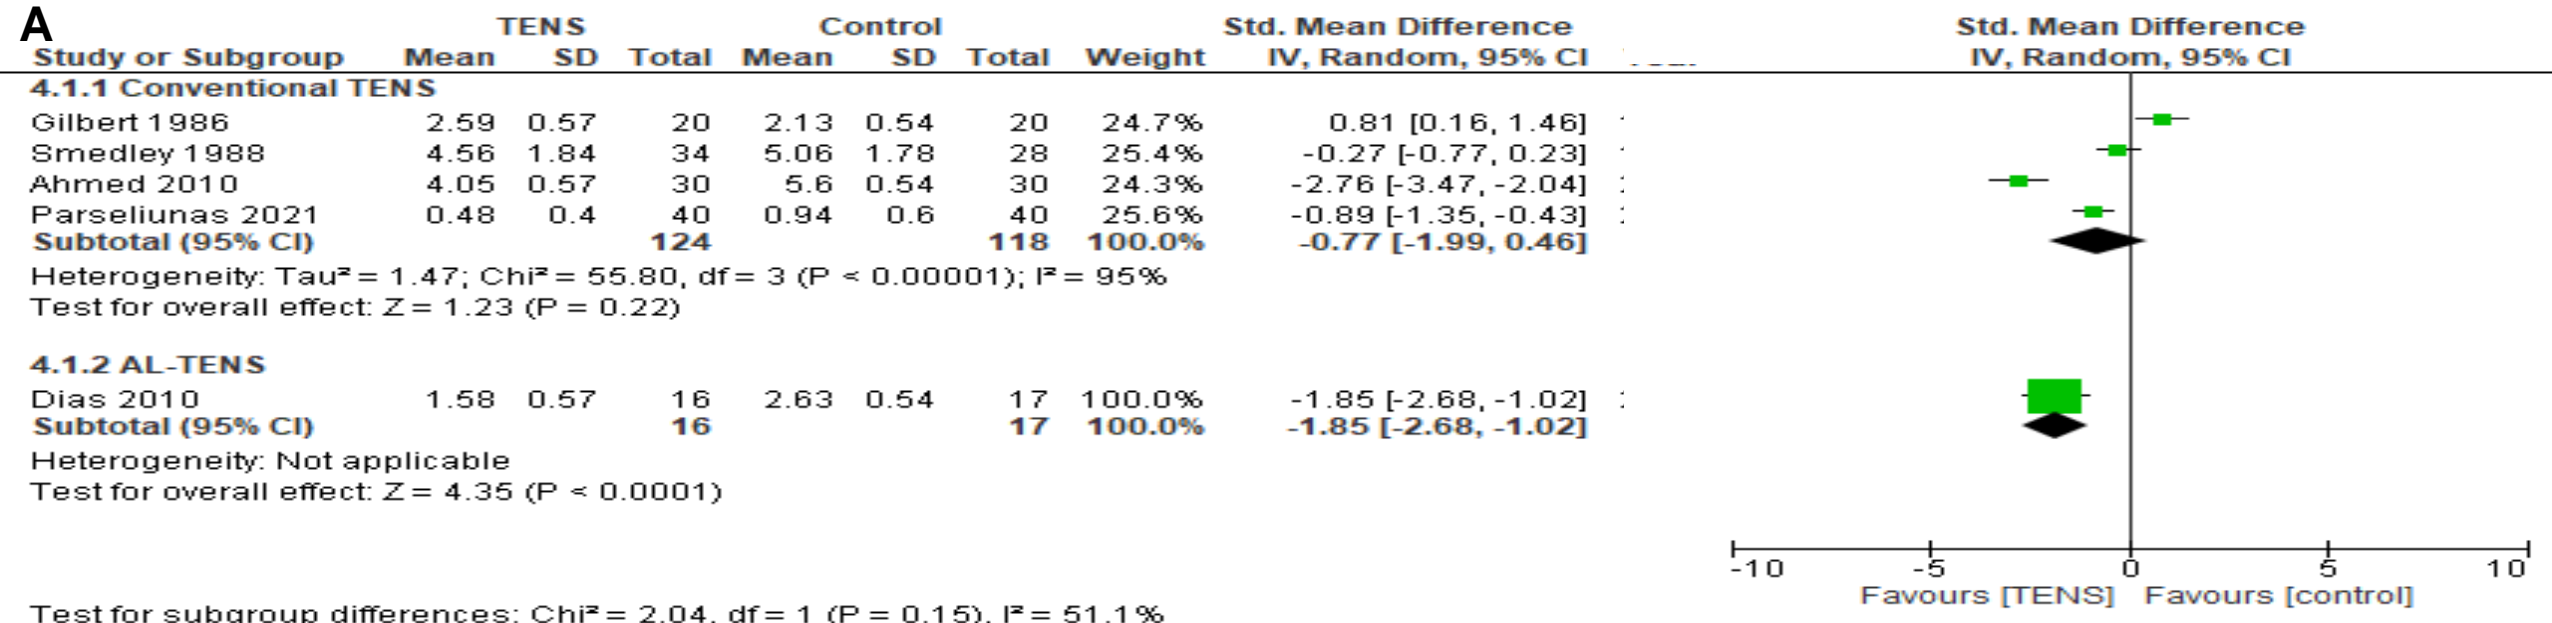 A
TENS Control Std. Mean Difference Std. Mean Difference
Study or Subgroup Mean SD Total Mean SD Total Weight IV, Random, 95% CI IV, Random, 95% CI
4.1.1 Conventional TENS
Gilbert 1986 2.59 0.57 20 2.13 0.54 20 24.7% 0.81 [0.16, 1.46]
Smedley 1988 4.56 1.84 34 5.06 1.78 28 25.4% -0.27 [-0.77, 0.23]
Ahmed 2010 4.05 0.57 30 5.6 0.54 30 24.3% -2.76 [-3.47, -2.04]
Parseliunas 2021 0.48 0.4 40 0.94 0.6 40 25.6% -0.89 [-1.35, -0.43]
Subtotal (95% CI) 124 118 100.0% -0.77 [-1.99, 0.46]
Heterogeneity: Tau² = 1.47; Chi² = 55.80, df = 3 (P < 0.00001); I² = 95%
Test for overall effect: Z = 1.23 (P = 0.22)
4.1.2 AL-TENS
Dias 2010 1.58 0.57 16 2.63 0.54 17 100.0% -1.85 [-2.68, -1.02]
Subtotal (95% CI) 16 17 100.0% -1.85 [-2.68, -1.02]
Heterogeneity: Not applicable
Test for overall effect: Z = 4.35 (P < 0.0001)
-10 -5 0 5 10
Favours [TENS] Favours [control]
Test for subgroup differences: Chi² = 2.04, df = 1 (P = 0.15), I² = 51.1%